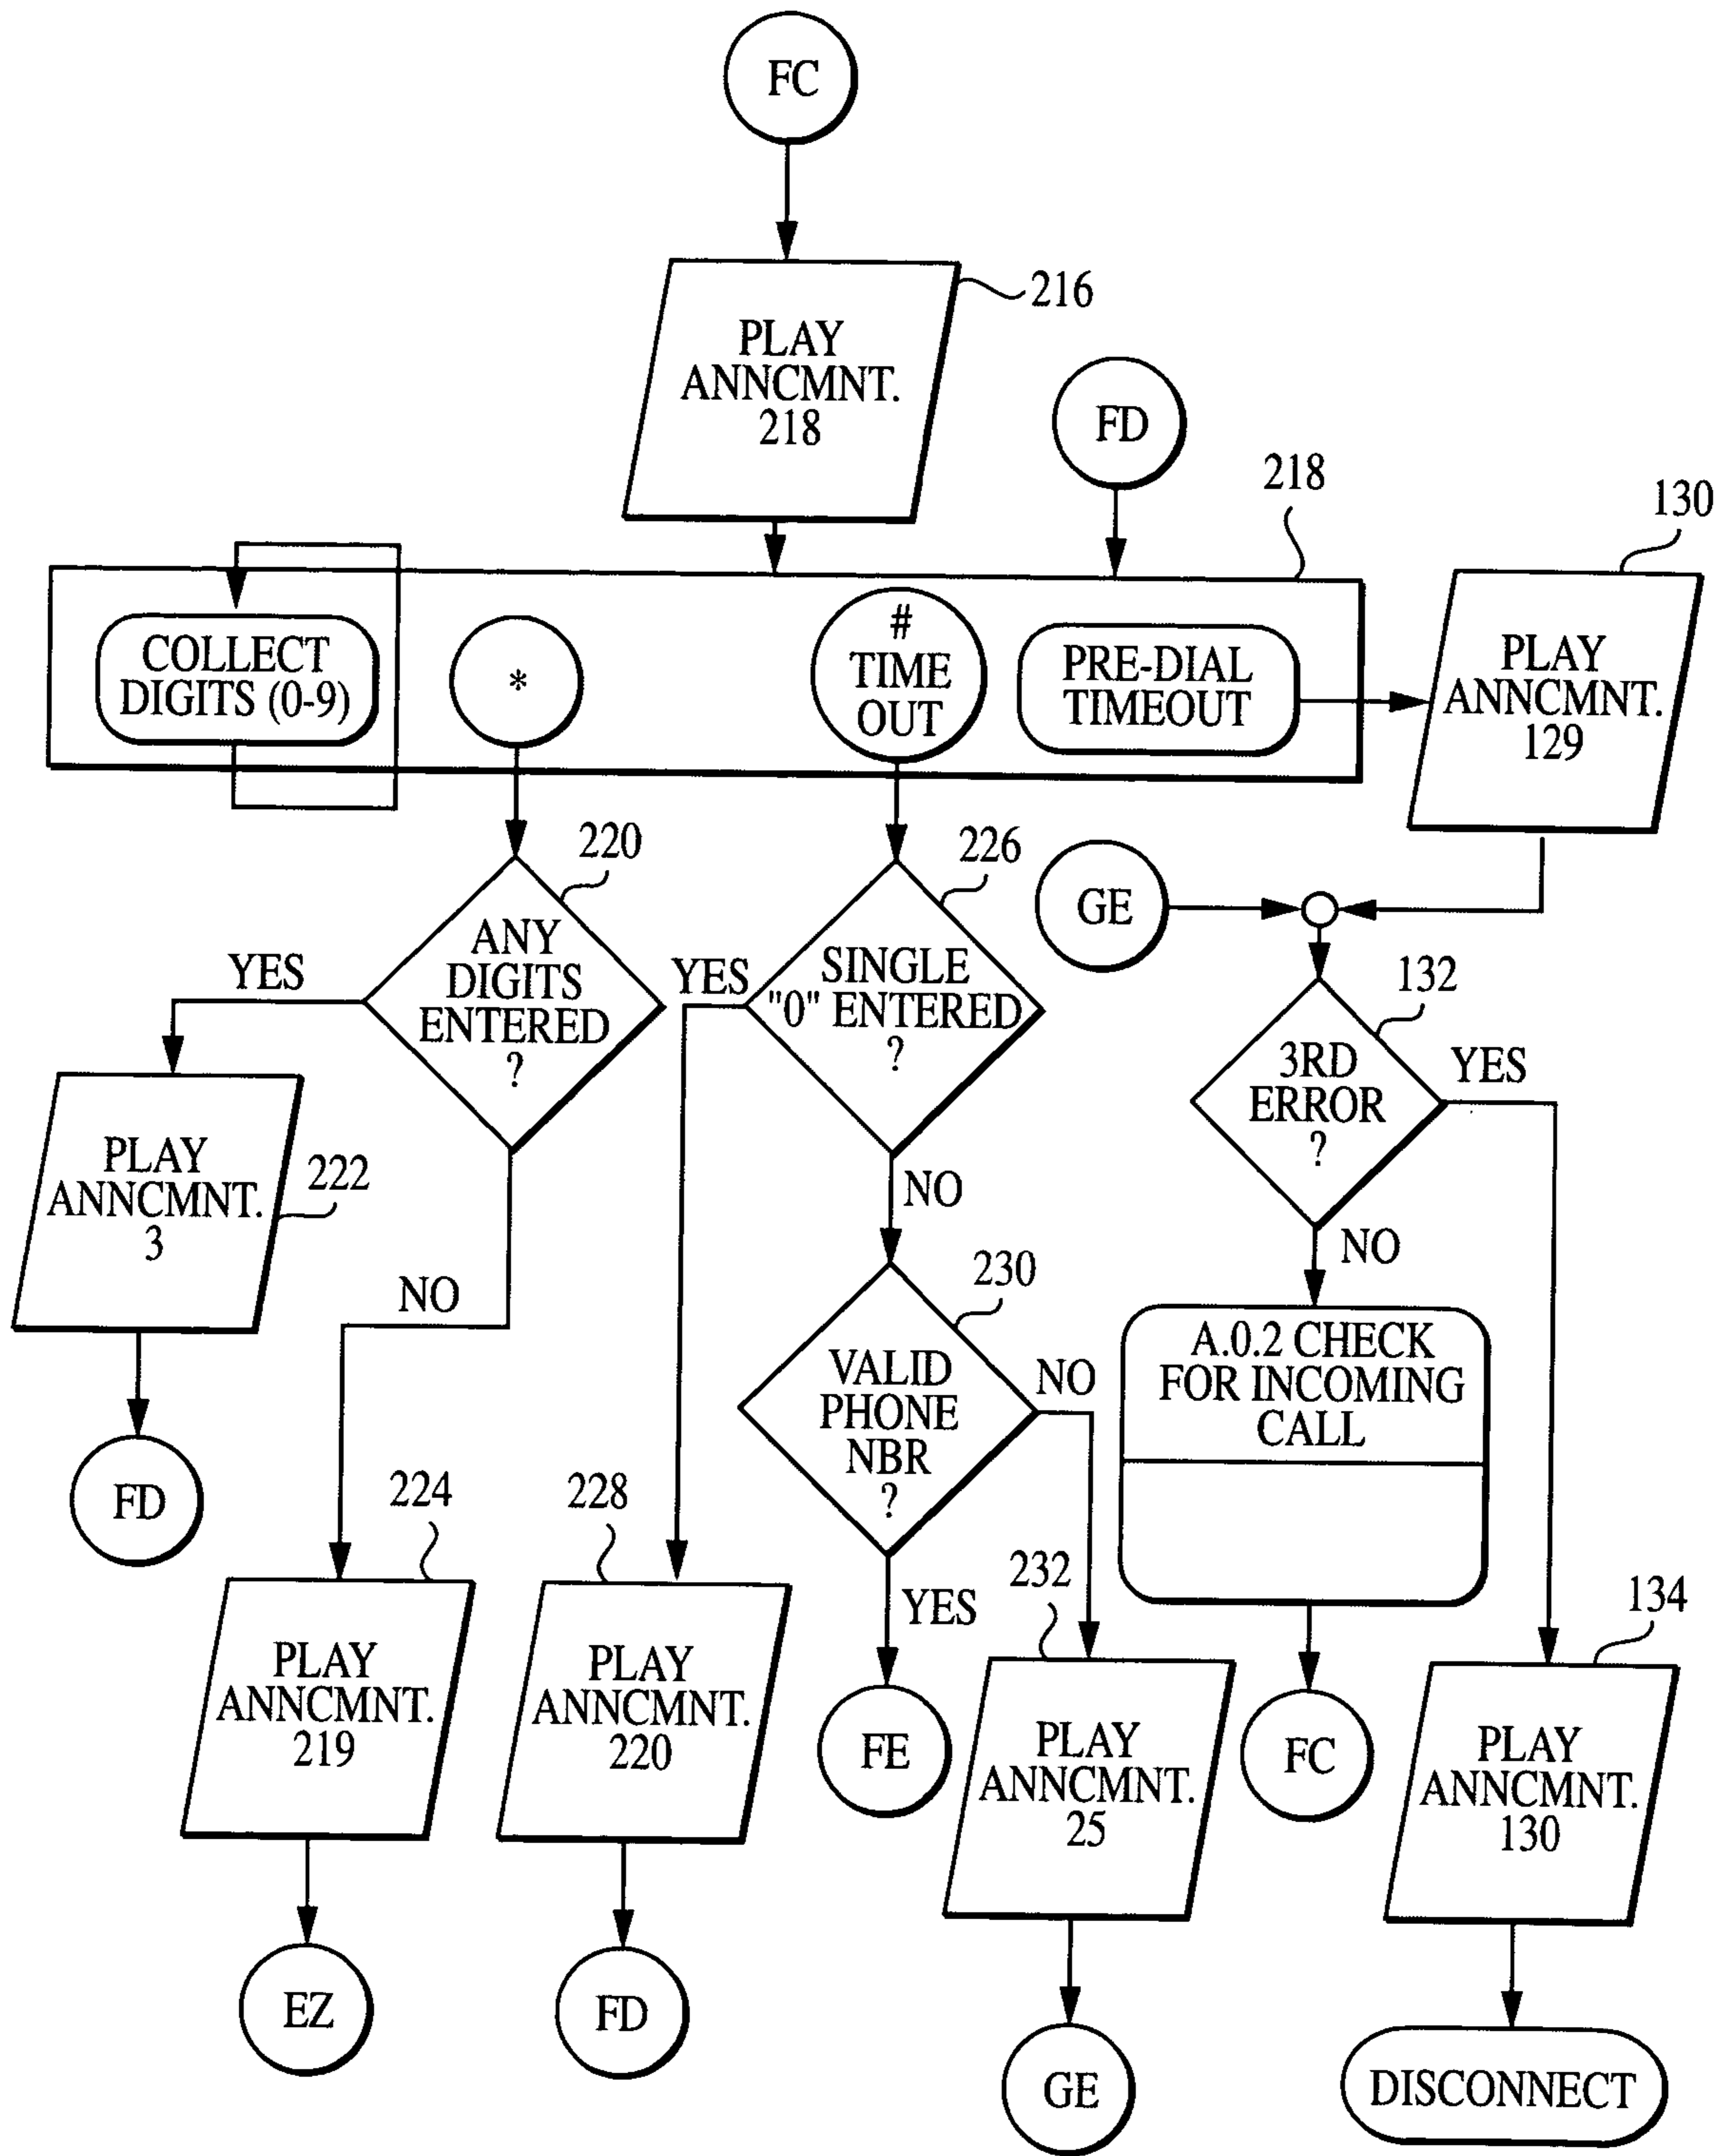 FC
216
PLAY
ANNCMNT.
218
FD
218
130
COLLECT
DIGITS (0-9)
*
#
TIME
OUT
PRE-DIAL
TIMEOUT
PLAY
ANNCMNT.
129
220
226
GE
ANY
DIGITS
ENTERED
?
YES
SINGLE
"0" ENTERED
?
YES
132
3RD
ERROR
?
YES
PLAY
ANNCMNT.
3
222
NO
NO
NO
230
VALID
PHONE
NBR
?
NO
A.0.2 CHECK
FOR INCOMING
CALL
FD
224
228
232
YES
134
PLAY
ANNCMNT.
219
PLAY
ANNCMNT.
220
FE
PLAY
ANNCMNT.
25
FC
PLAY
ANNCMNT.
130
EZ
FD
GE
DISCONNECT